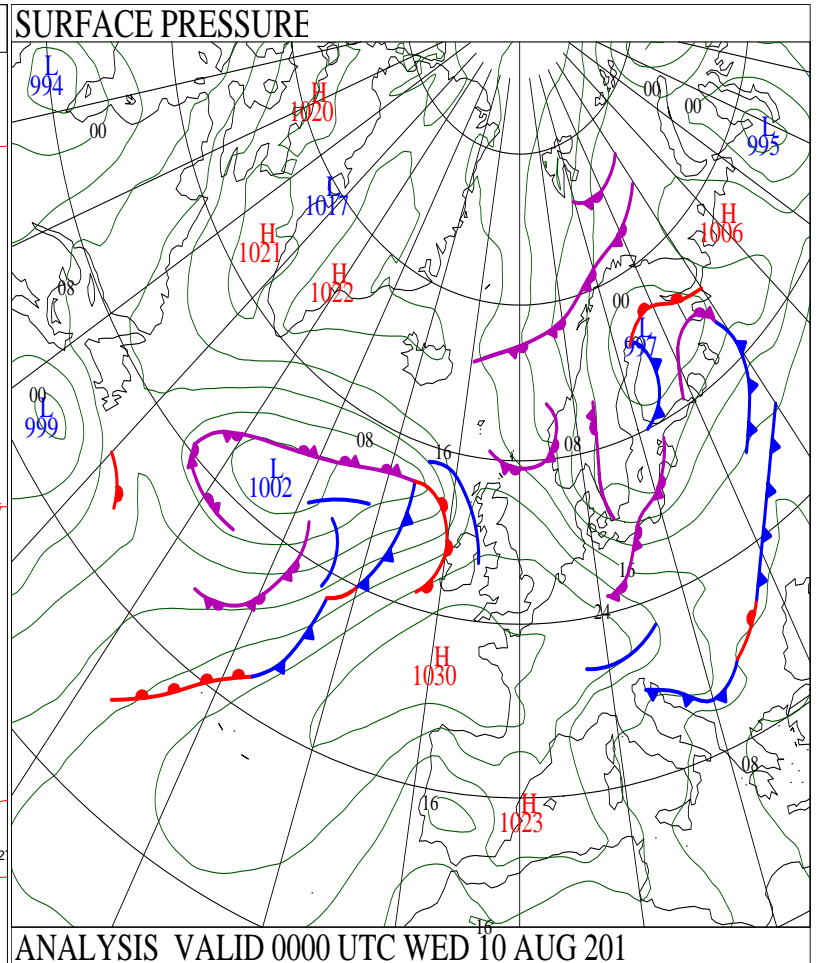 SURFACE PRESSURE
L
994
H
1020
00
00
00
L
995
L
1017
H
1006
H
1021
H
1022
08
00
L
997
00
L
999
08
16
08
L
1002
16
24
H
1030
08
16
H
1023
16
ANALYSIS VALID 0000 UTC WED 10 AUG 201